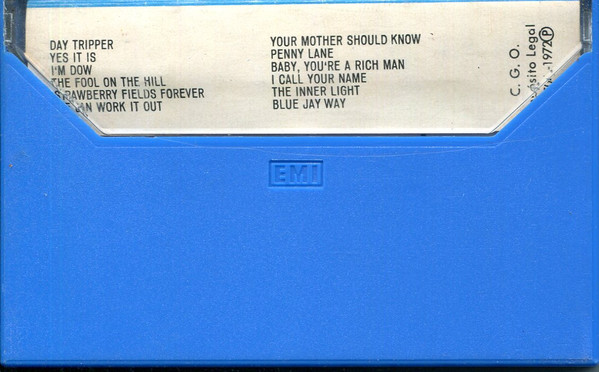 DAY TRIPPER
YES IT IS
I'M DOW
THE FOOL ON THE HILL
RAWBERRY FIELDS FOREVER
WORK IT OUT
YOUR MOTHER SHOULD KNOW
PENNY LANE
BABY, YOU'RE A RICH MAN
I CALL YOUR NAME
THE INNER LIGHT
BLUE JAY WAY
C. G. O.
Legal
1972 Ⓟ
EMI